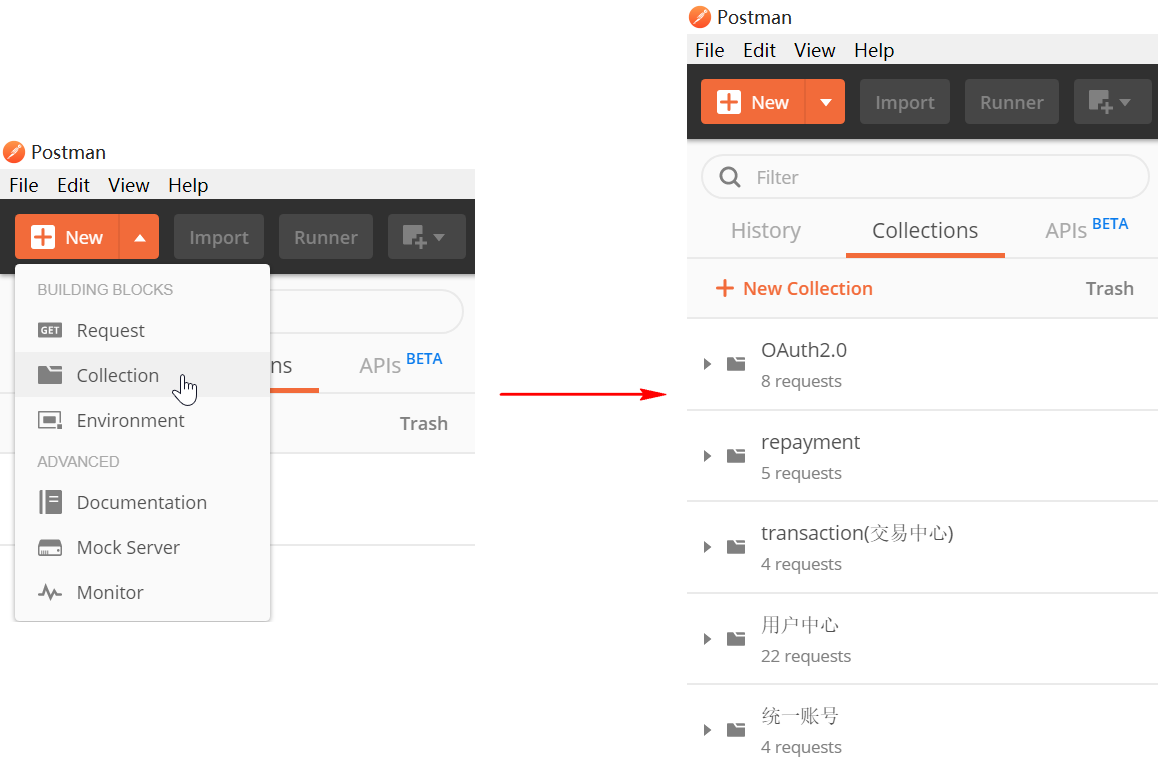 Postman
File Edit View Help
New Import Runner
BUILDING BLOCKS
GET Request
ns APIs BETA
Collection
Environment
Trash
ADVANCED
Documentation
Mock Server
Monitor
Postman
File Edit View Help
New Import Runner
Filter
History Collections APIs BETA
New Collection Trash
OAuth2.0
8 requests
repayment
5 requests
transaction(交易中心)
4 requests
用户中心
22 requests
统一账号
4 requests